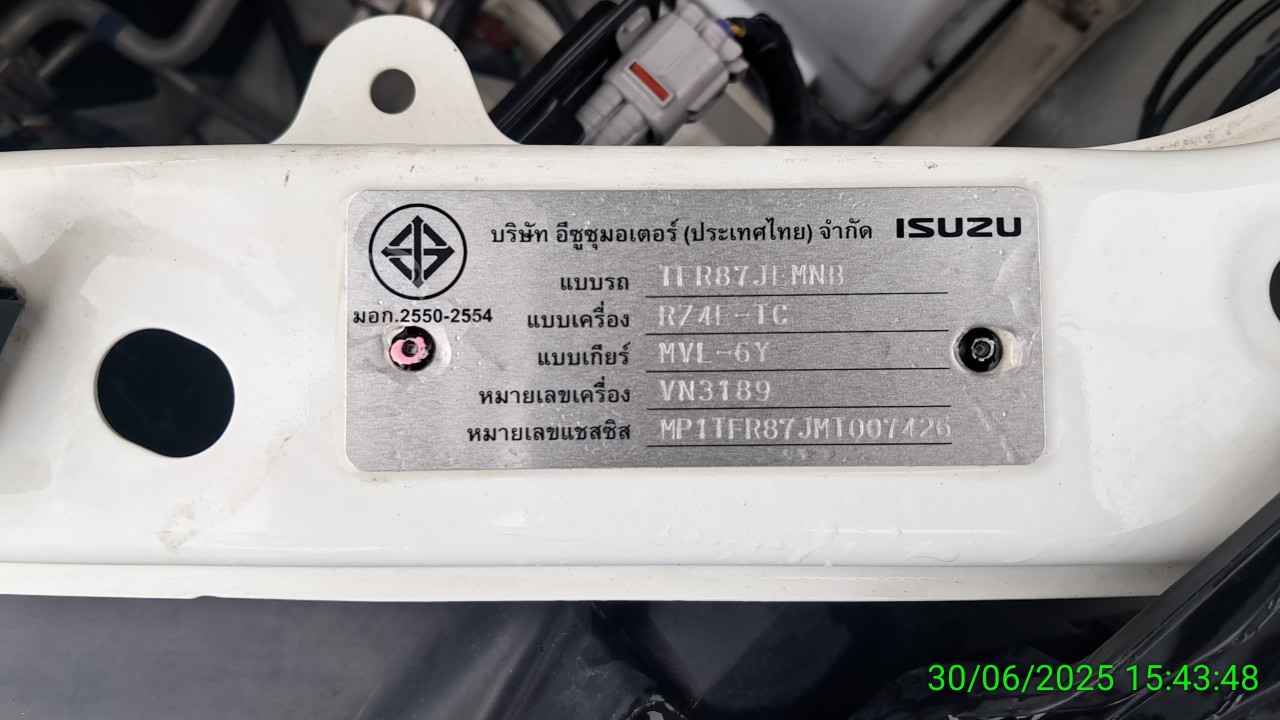 บริษัท อีซูซุมอเตอร์ (ประเทศไทย) จำกัด ISUZU
แบบรถ TFR87JEMNB
มอก.2550-2554
แบบเครื่อง RZ4E-TC
แบบเกียร์ MVL-6Y
หมายเลขเครื่อง VN3189
หมายเลขแชสซิส MP1TFR87JMT007426
30/06/2025 15:43:48